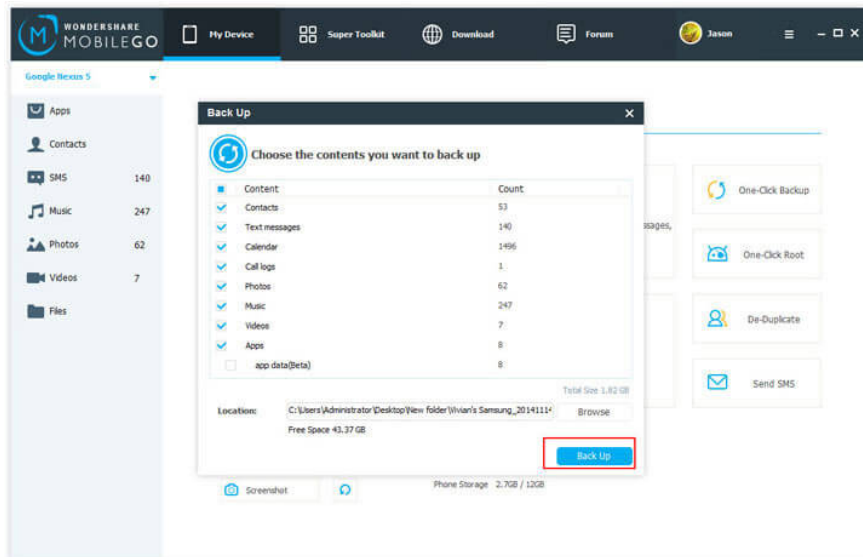 WONDERSHARE
MOBILEGO
My Device
Super Toolkit
Download
Forum
Jason
Google Nexus 5
Apps
Contacts
SMS 140
Music 247
Photos 62
Videos 7
Files
Back Up
Choose the contents you want to back up
Content Count
Contacts 53
Text messages 140
Calendar 1496
Call logs 1
Photos 62
Music 247
Videos 7
Apps 8
app data(Beta) 8
Total Size 1.82 GB
Location: C:\Users\Administrator\Desktop\New folder\Vivian's Samsung_20141114
Browse
Free Space 43.37 GB
Back Up
ssages,
One-Click Backup
One-Click Root
De-Duplicate
Send SMS
Screenshot
Phone Storage 2.7GB / 12GB